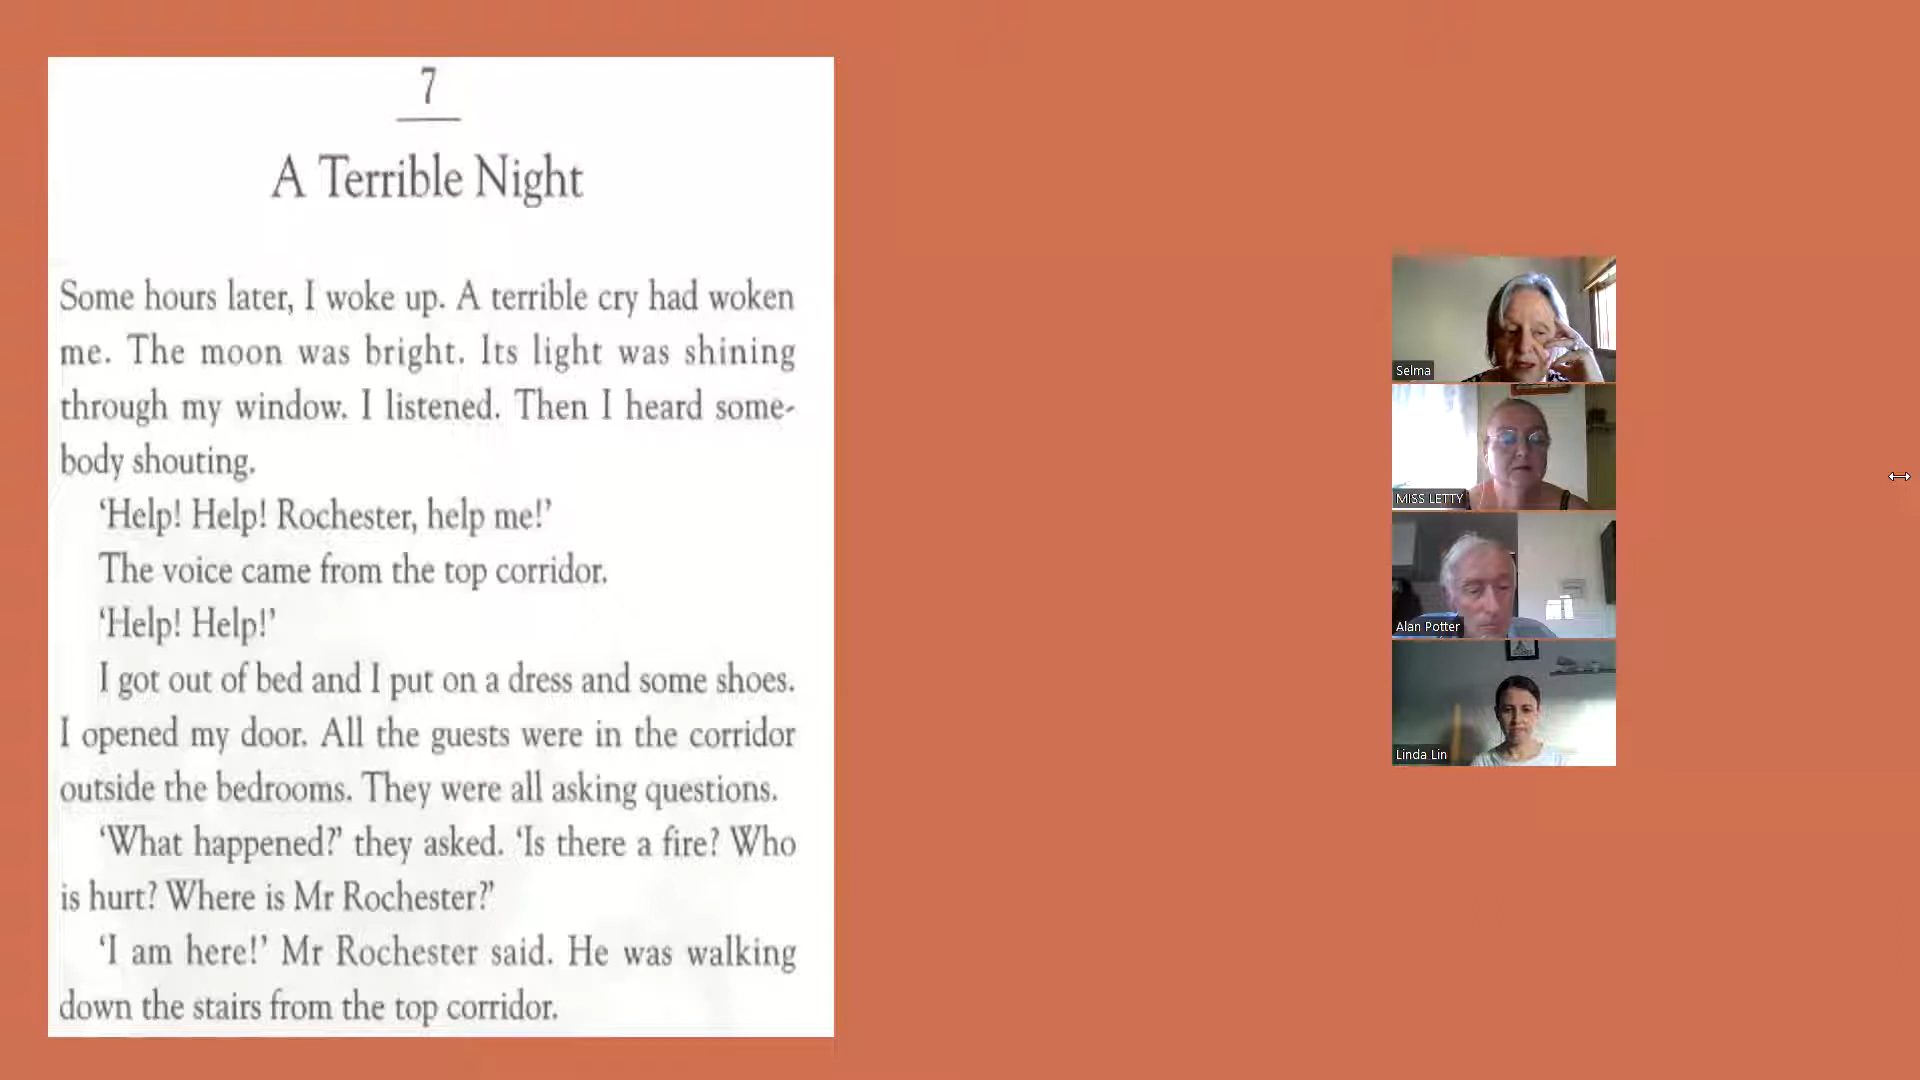 7
A Terrible Night
Some hours later, I woke up. A terrible cry had woken
me. The moon was bright. Its light was shining
through my window. I listened. Then I heard some-
body shouting.
‘Help! Help! Rochester, help me!’
The voice came from the top corridor.
‘Help! Help!’
I got out of bed and I put on a dress and some shoes.
I opened my door. All the guests were in the corridor
outside the bedrooms. They were all asking questions.
‘What happened?’ they asked. ‘Is there a fire? Who
is hurt? Where is Mr Rochester?’
‘I am here!’ Mr Rochester said. He was walking
down the stairs from the top corridor.
Selma
MISS LETTY
Alan Potter
Linda Lin